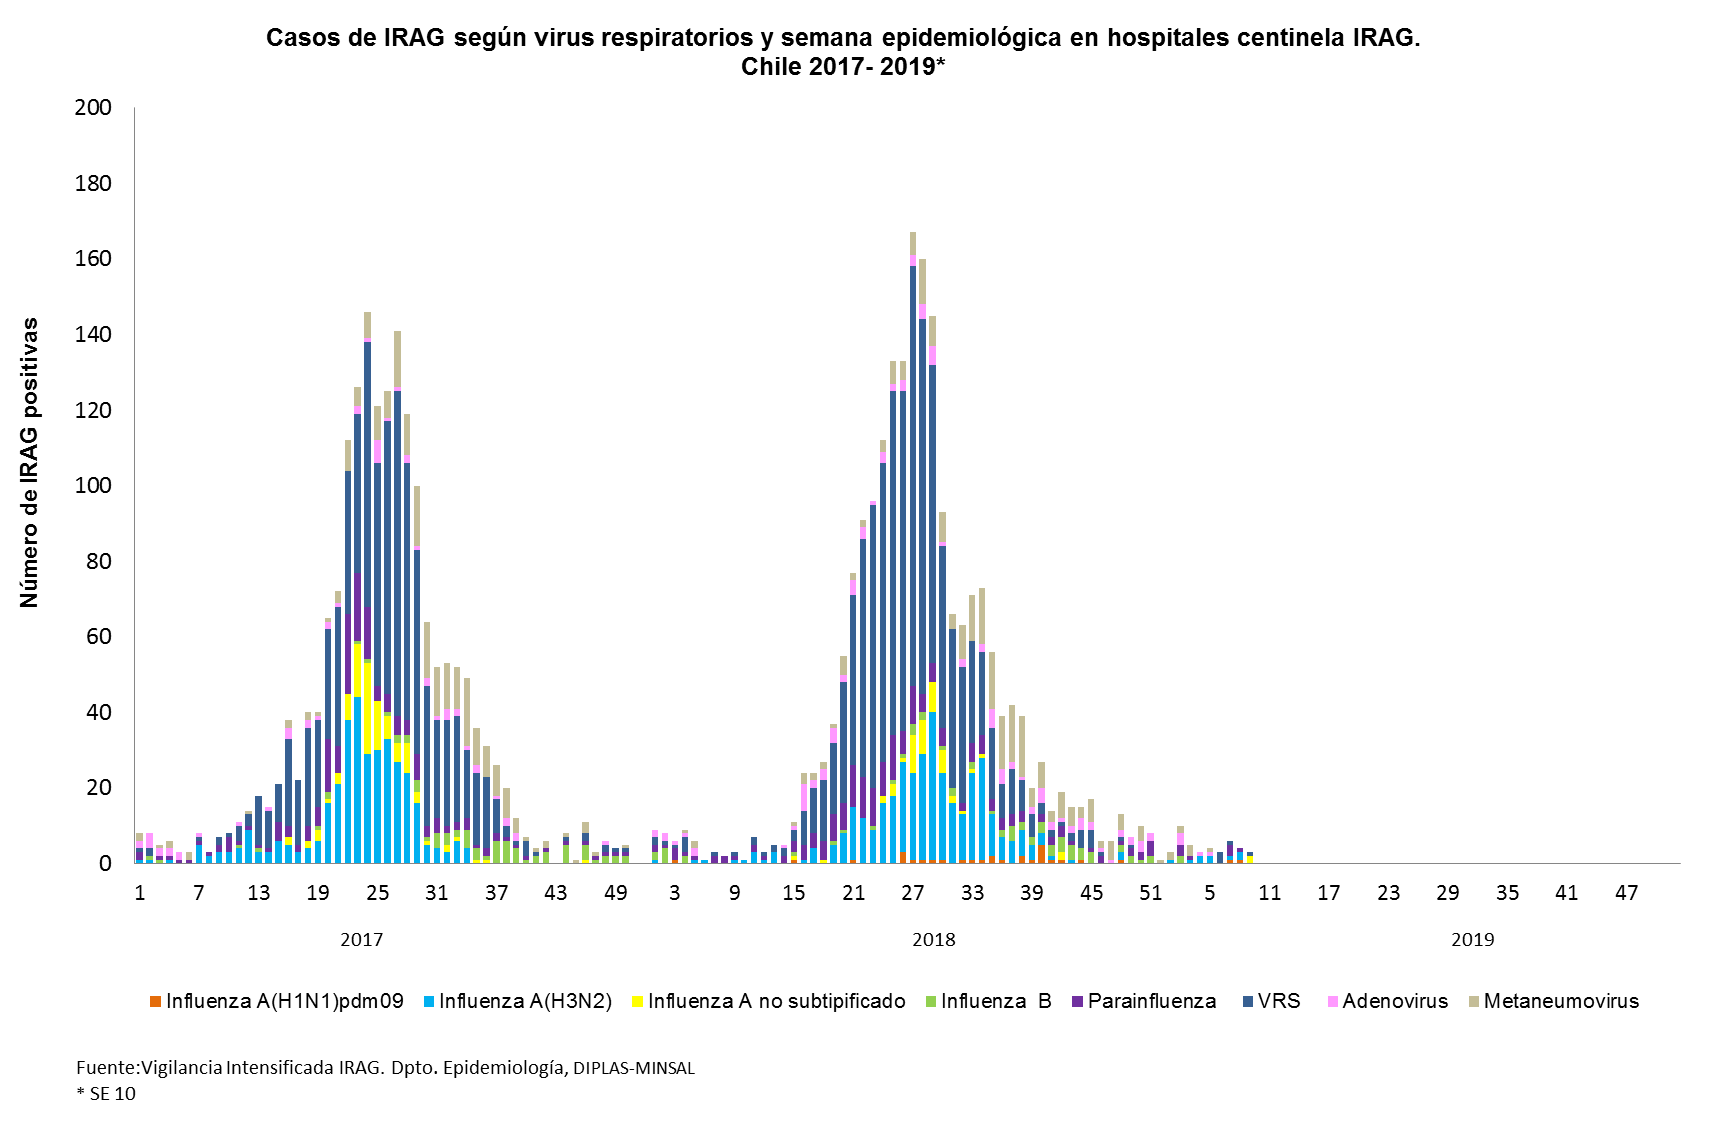 Casos de IRAG según virus respiratorios y semana epidemiológica en hospitales centinela IRAG.
Chile 2017- 2019*
Número de IRAG positivas
200
180
160
140
120
100
80
60
40
20
0
1 7 13 19 25 31 37 43 49 3 9 15 21 27 33 39 45 51 5 11 17 23 29 35 41 47
2017 2018 2019
Influenza A(H1N1)pdm09 Influenza A(H3N2) Influenza A no subtipificado Influenza B Parainfluenza VRS Adenovirus Metaneumovirus
Fuente:Vigilancia Intensificada IRAG. Dpto. Epidemiología, DIPLAS-MINSAL
* SE 10